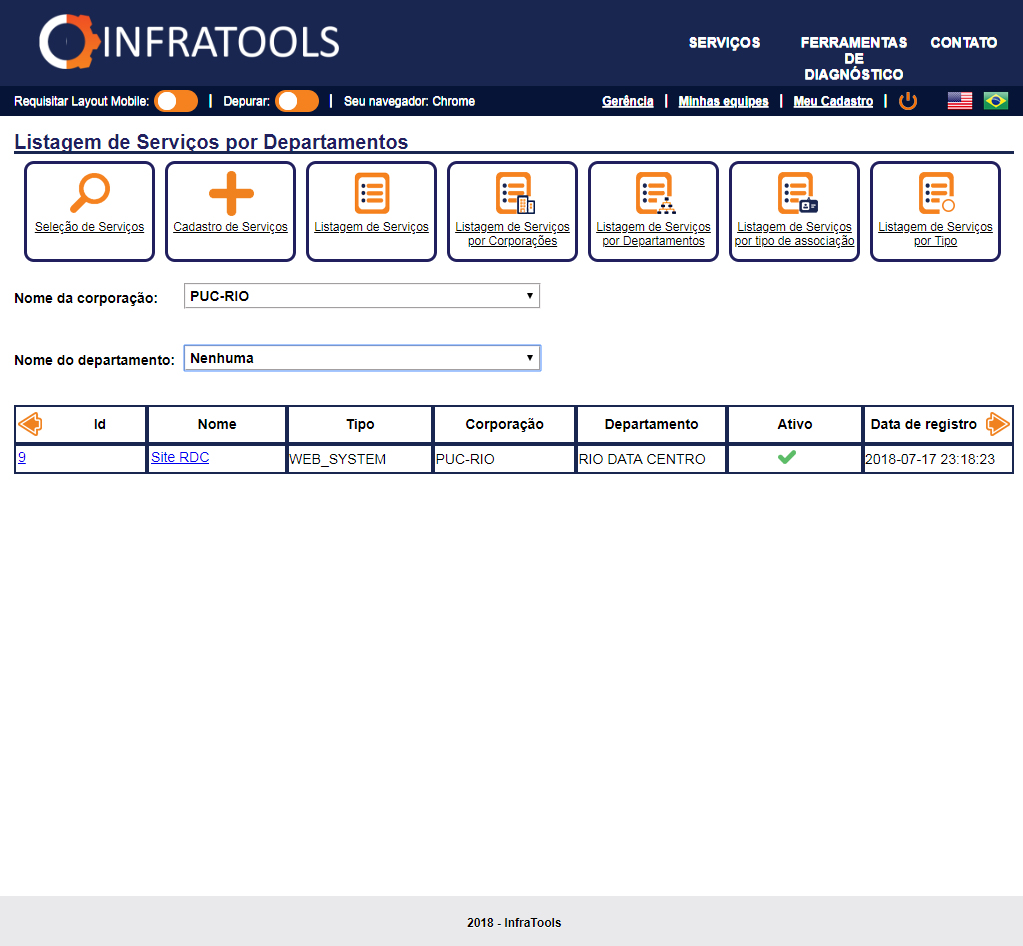 INFRATOOLS
SERVIÇOS
FERRAMENTAS
DE
DIAGNÓSTICO
CONTATO
Requisitar Layout Mobile: | Depurar: | Seu navegador: Chrome
Gerência | Minhas equipes | Meu Cadastro |
Listagem de Serviços por Departamentos
Seleção de Serviços
Cadastro de Serviços
Listagem de Serviços
Listagem de Serviços
por Corporações
Listagem de Serviços
por Departamentos
Listagem de Serviços
por tipo de associação
Listagem de Serviços
por Tipo
Nome da corporação: PUC-RIO
Nome do departamento: Nenhuma
Id Nome Tipo Corporação Departamento Ativo Data de registro
9 Site RDC WEB_SYSTEM PUC-RIO RIO DATA CENTRO 2018-07-17 23:18:23
2018 - InfraTools